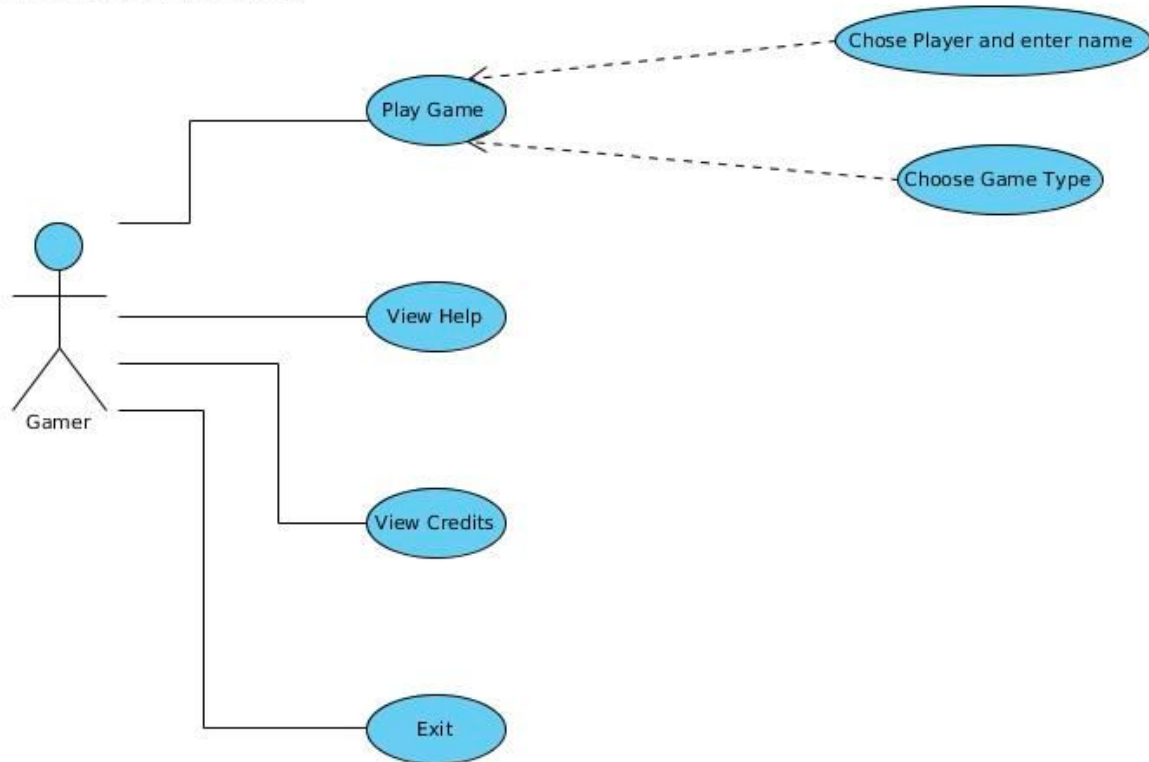 Chose Player and enter name
Play Game
Choose Game Type
View Help
Gamer
View Credits
Exit